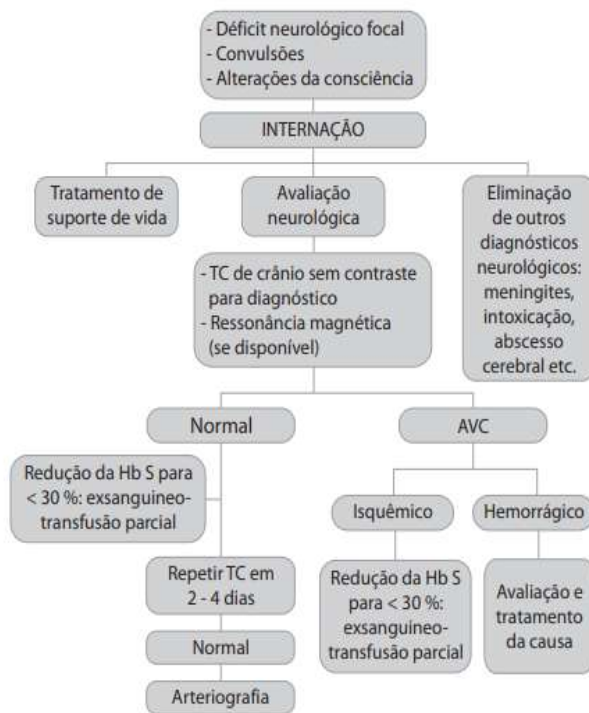 - Déficit neurológico focal
- Convulsões
- Alterações da consciência
INTERNAÇÃO
Tratamento de
suporte de vida
Avaliação
neurológica
Eliminação
de outros
diagnósticos
neurológicos:
meningites,
intoxicação,
abscesso
cerebral etc.
- TC de crânio sem contraste
para diagnóstico
- Ressonância magnética
(se disponível)
Normal
AVC
Redução da Hb S para
< 30 %: exsanguineo-
transfusão parcial
Isquêmico
Hemorrágico
Repetir TC em
2 - 4 dias
Redução da Hb S
para < 30 %:
exsanguineo-
transfusão parcial
Avaliação e
tratamento
da causa
Normal
Arteriografia